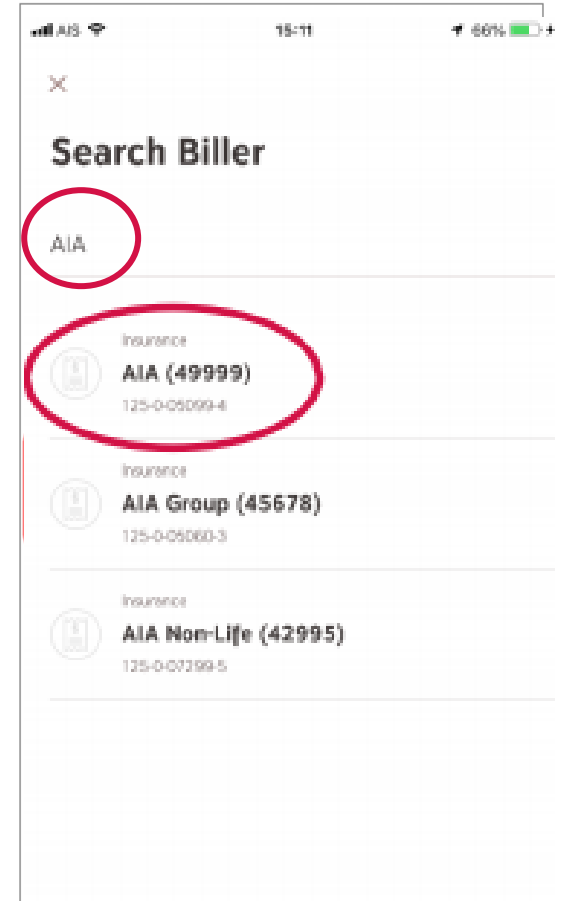 AIS 15:11 66%
Search Biller
AIA
Insurance
AIA (49999)
125-0-05099-4
Insurance
AIA Group (45678)
125-0-05060-3
Insurance
AIA Non-Life (42995)
125-0-07299-5